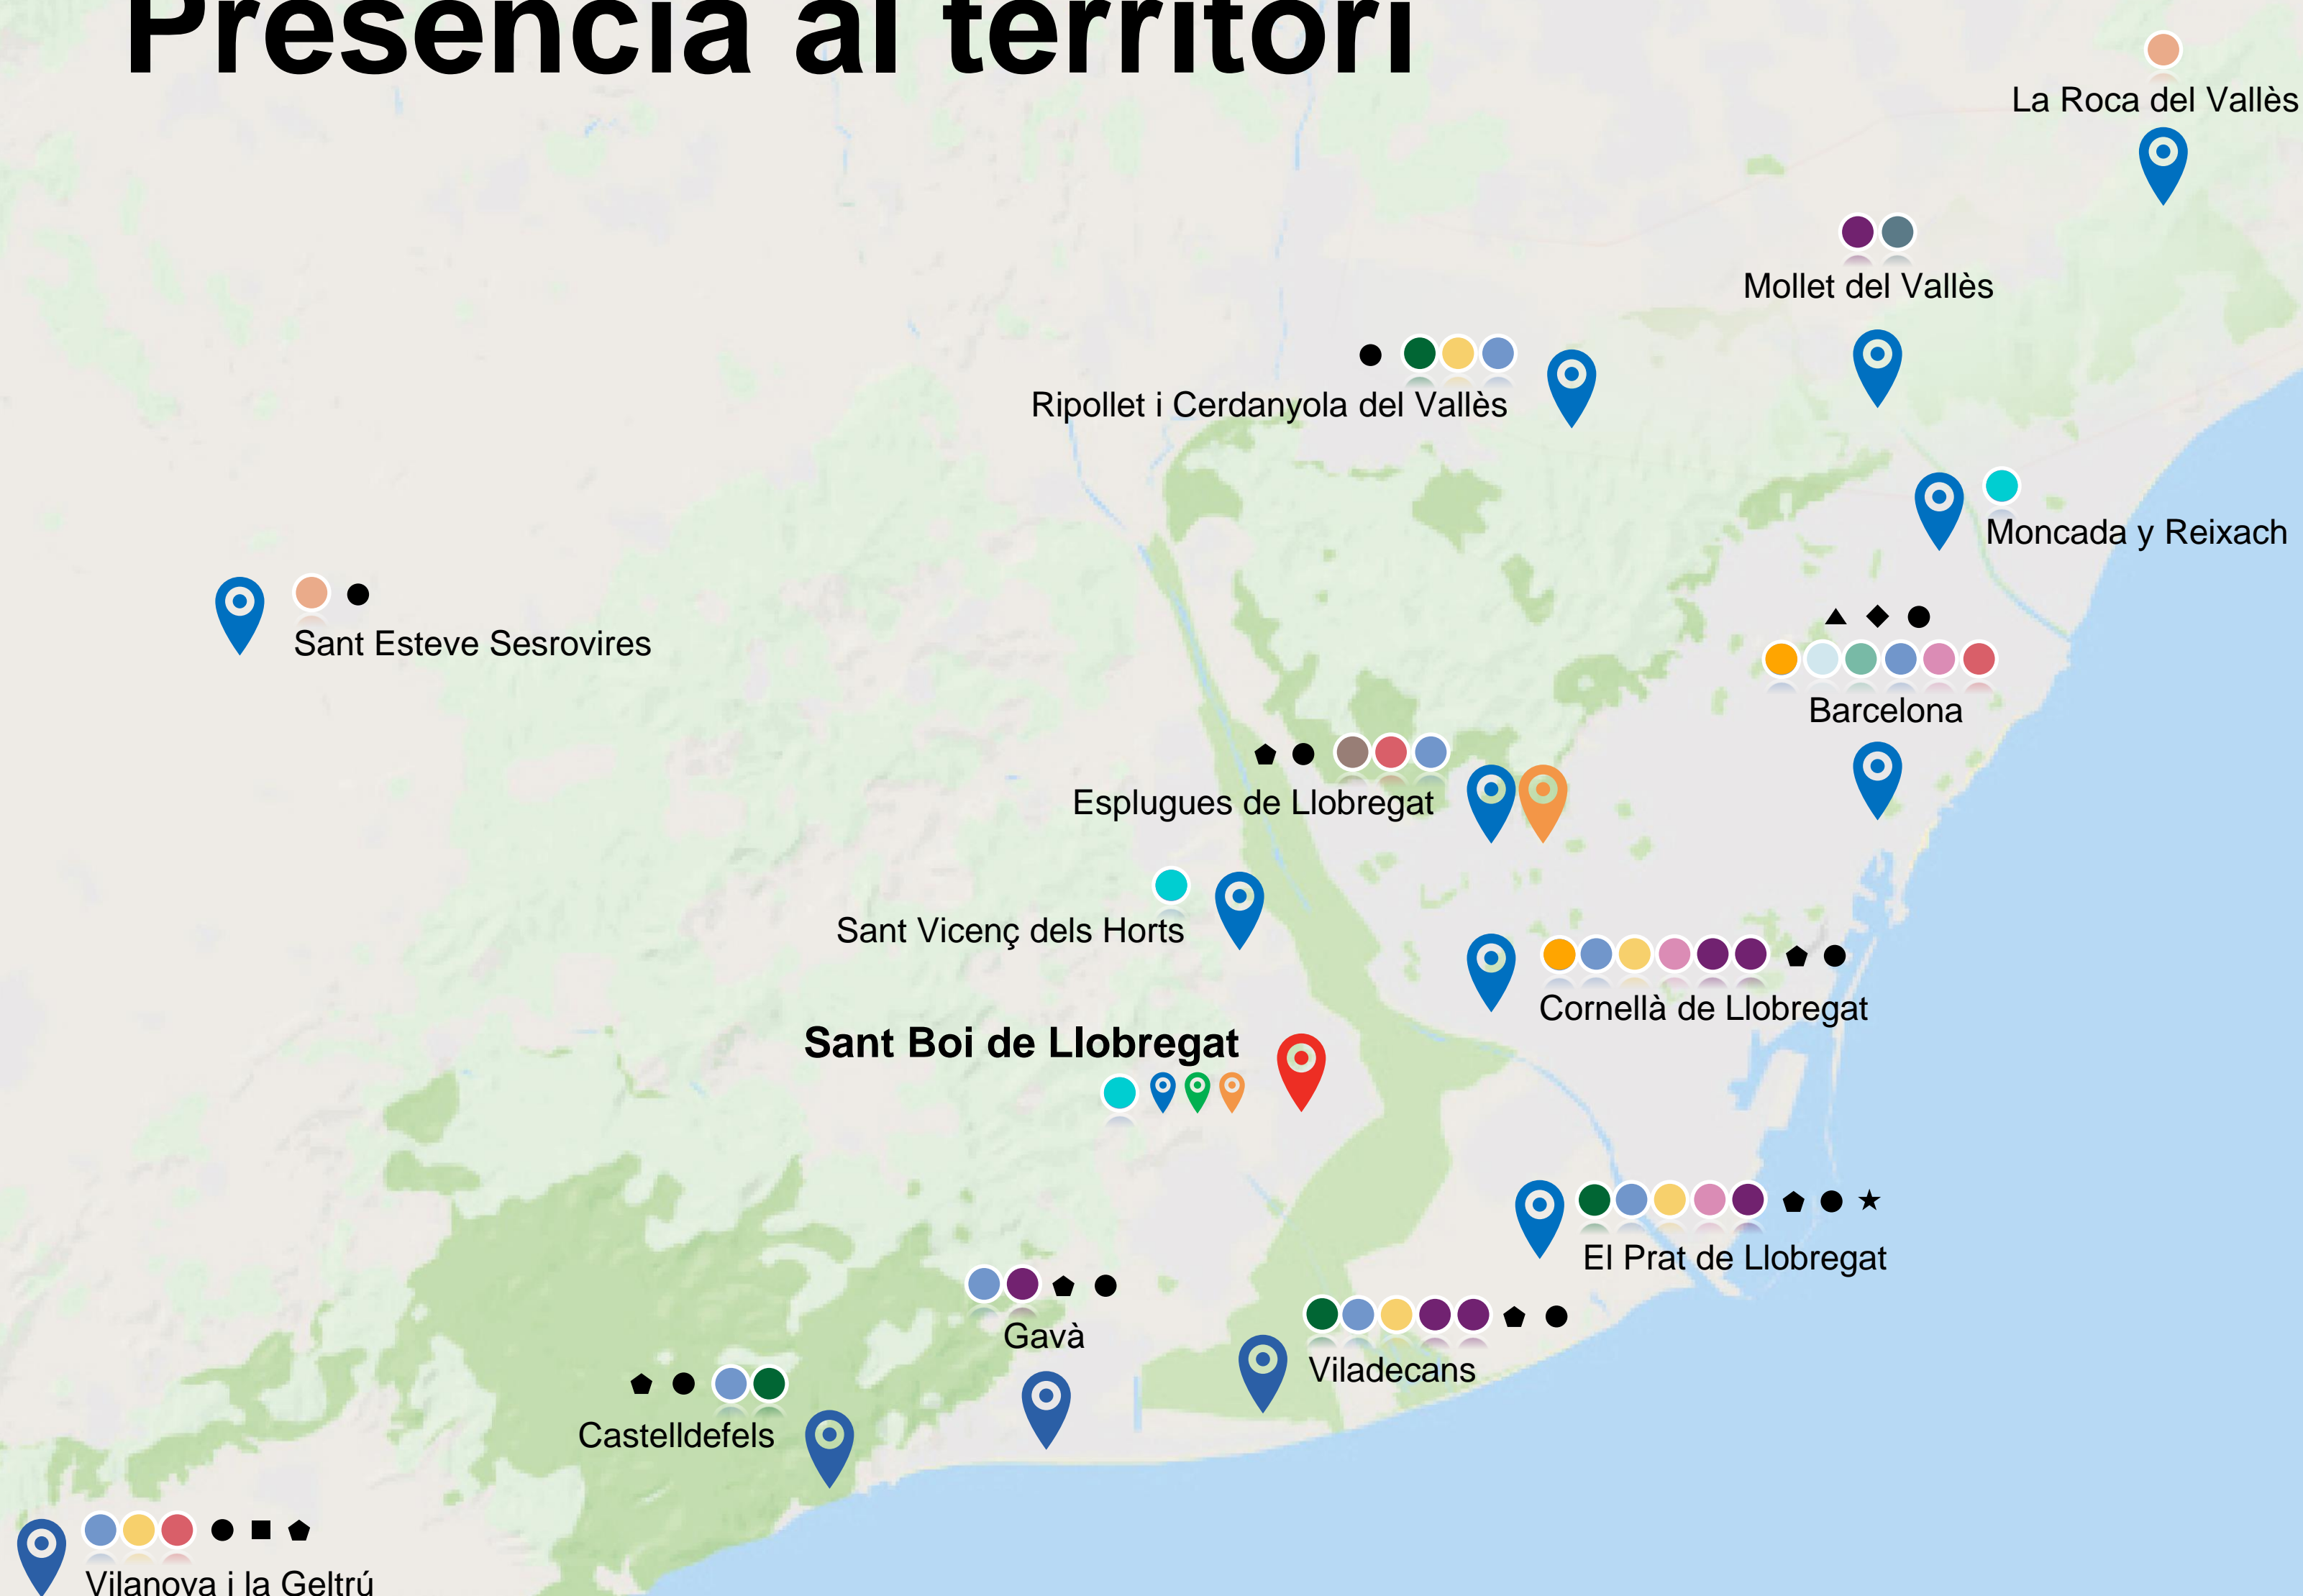 Presència al territori
La Roca del Vallès
Mollet del Vallès
Ripollet i Cerdanyola del Vallès
Moncada y Reixach
Sant Esteve Sesrovires
Barcelona
Esplugues de Llobregat
Sant Vicenç dels Horts
Cornellà de Llobregat
Sant Boi de Llobregat
El Prat de Llobregat
Gavà
Viladecans
Castelldefels
Vilanova i la Geltrú